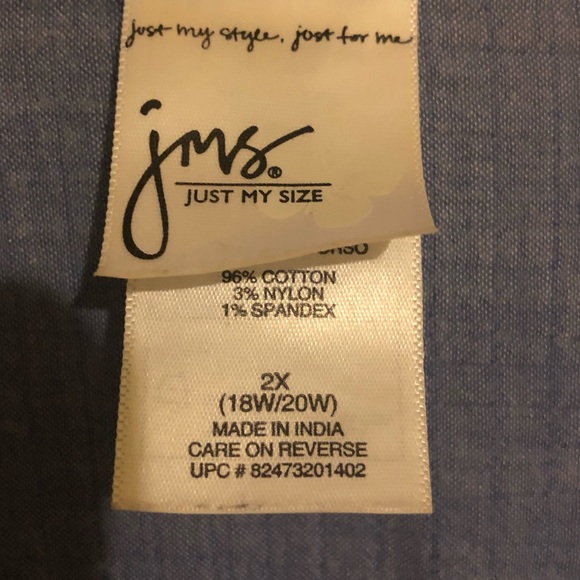 just my style, just for me
jms®
JUST MY SIZE
96% COTTON
3% NYLON
1% SPANDEX
2X
(18W/20W)
MADE IN INDIA
CARE ON REVERSE
UPC # 82473201402